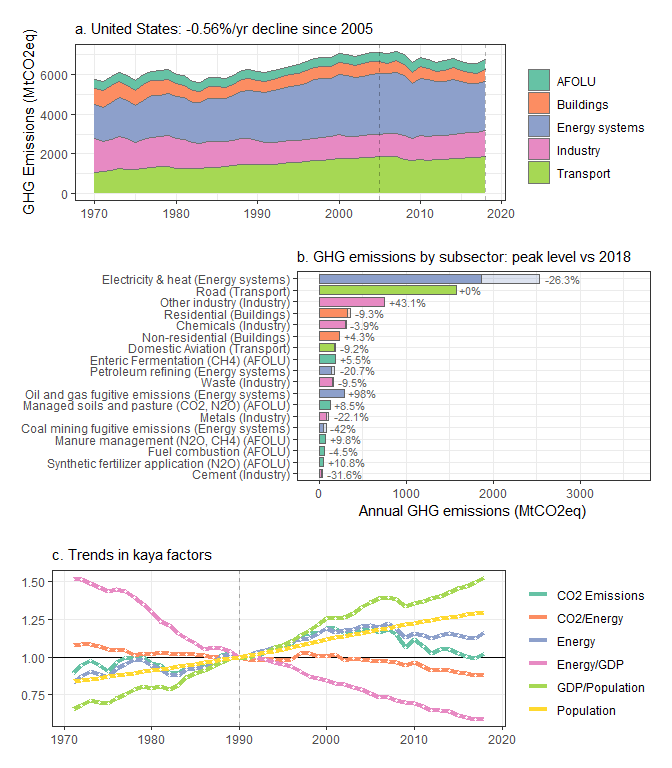 a. United States: -0.56%/yr decline since 2005
GHG Emissions (MtCO2eq)
6000
4000
2000
0
1970
1980
1990
2000
2010
2020
AFOLU
Buildings
Energy systems
Industry
Transport
b. GHG emissions by subsector: peak level vs 2018
Electricity & heat (Energy systems) -26.3%
Road (Transport) +0%
Other industry (Industry) +43.1%
Residential (Buildings) -9.3%
Chemicals (Industry) -3.9%
Non-residential (Buildings) +4.3%
Domestic Aviation (Transport) -9.2%
Enteric Fermentation (CH4) (AFOLU) +5.5%
Petroleum refining (Energy systems) -20.7%
Waste (Industry) -9.5%
Oil and gas fugitive emissions (Energy systems) +98%
Managed soils and pasture (CO2, N2O) (AFOLU) +8.5%
Metals (Industry) -22.1%
Coal mining fugitive emissions (Energy systems) -42%
Manure management (N2O, CH4) (AFOLU) +9.8%
Fuel combustion (AFOLU) -4.5%
Synthetic fertilizer application (N2O) (AFOLU) +10.8%
Cement (Industry) -31.6%
0
1000
2000
3000
Annual GHG emissions (MtCO2eq)
c. Trends in kaya factors
1.50
1.25
1.00
0.75
1970
1980
1990
2000
2010
2020
CO2 Emissions
CO2/Energy
Energy
Energy/GDP
GDP/Population
Population